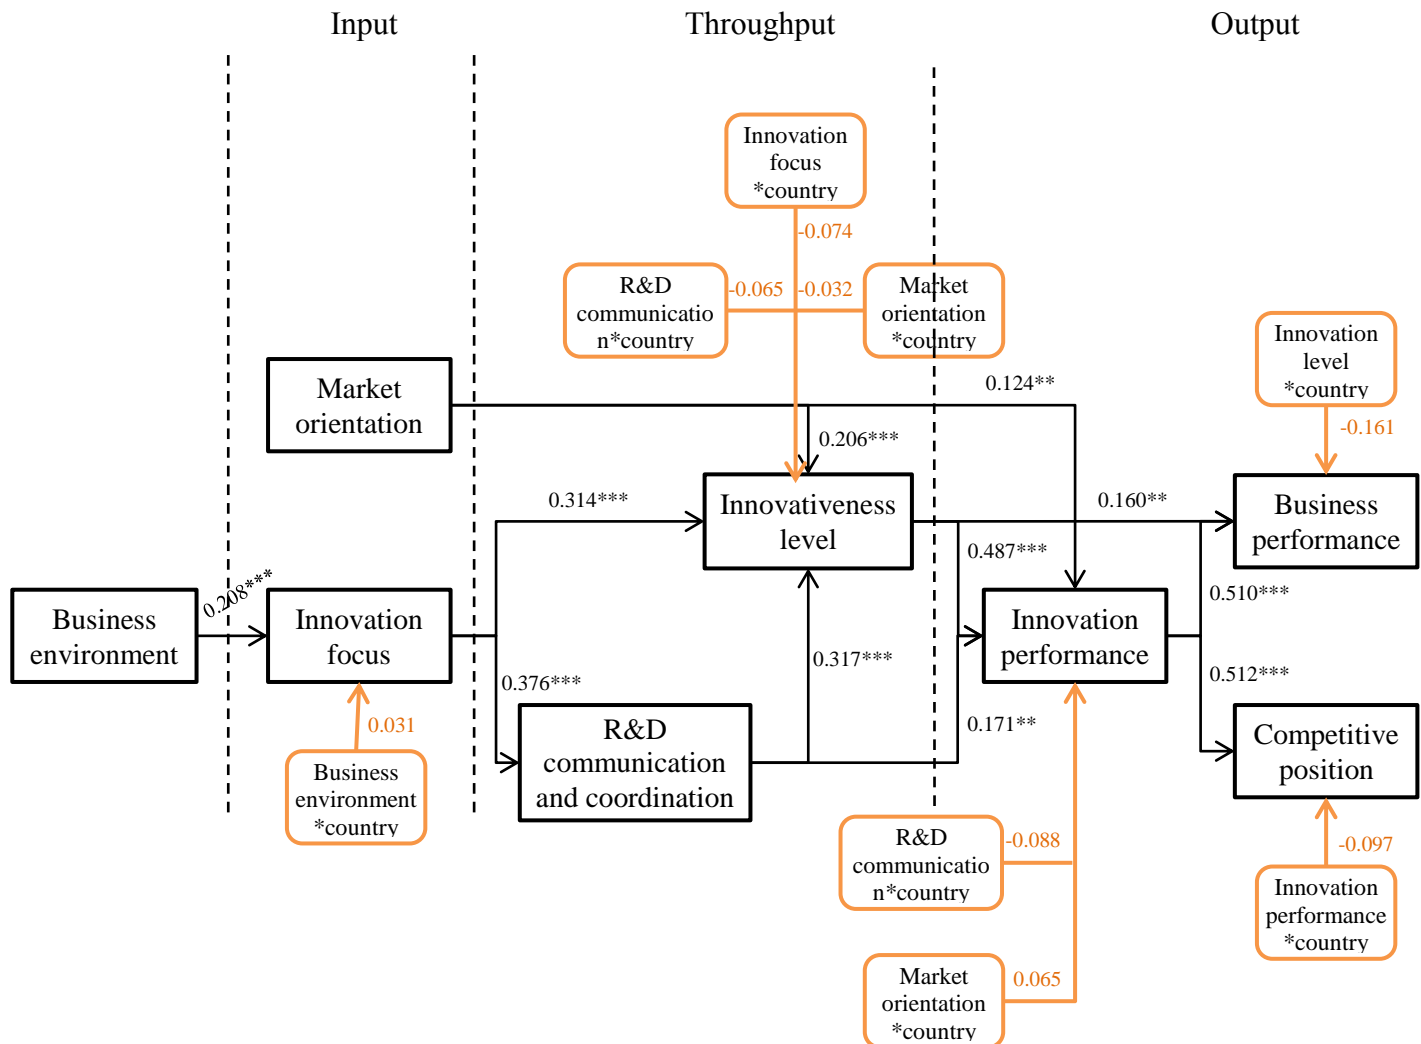 Input
Throughput
Output
Innovation
focus
*country
-0.074
R&D
communicatio
n*country
-0.065
-0.032
Market
orientation
*country
Innovation
level
*country
-0.161
Market
orientation
0.124**
0.206***
0.314***
Innovativeness
level
0.160**
Business
performance
0.487***
0.510***
0.208***
Business
environment
Innovation
focus
Innovation
performance
0.317***
0.376***
0.512***
0.031
R&D
communication
and coordination
0.171**
Competitive
position
Business
environment
*country
R&D
communicatio
n*country
-0.088
-0.097
Innovation
performance
*country
Market
orientation
*country
0.065